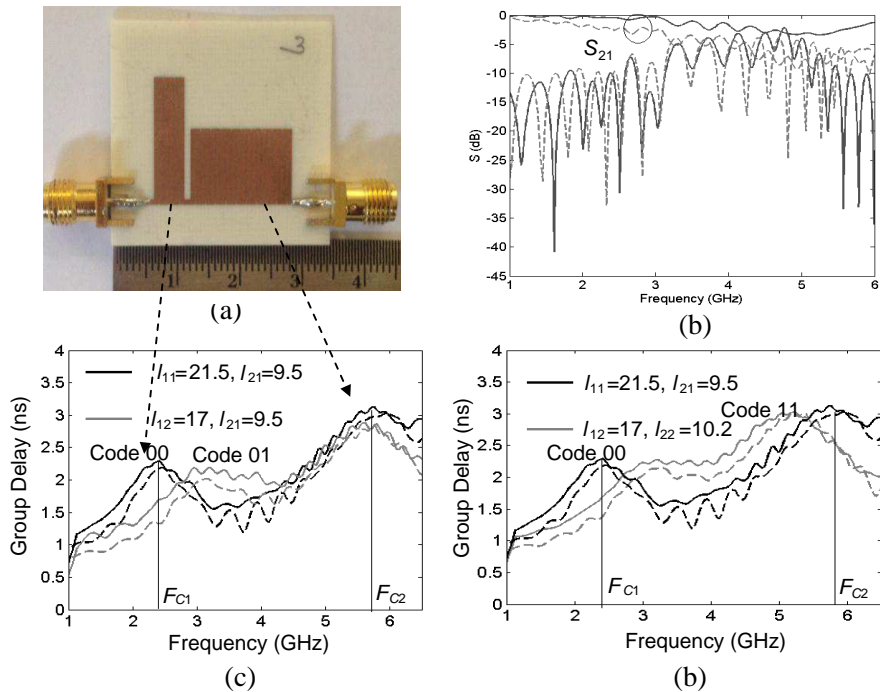 3
1 2 3 4
(a)
0
-5
-10
-15
-20
-25
-30
-35
-40
-45
S (dB)
S21
1 2 3 4 5 6
Frequency (GHz)
(b)
4
3.5
3
2.5
2
1.5
1
0.5
0
Group Delay (ns)
l11=21.5, l21=9.5
l12=17, l21=9.5
Code 00
Code 01
FC1
FC2
1 2 3 4 5 6
Frequency (GHz)
(c)
4
3.5
3
2.5
2
1.5
1
0.5
0
Group Delay (ns)
l11=21.5, l21=9.5
Code 11
l12=17, l22=10.2
Code 00
FC1
FC2
1 2 3 4 5 6
Frequency (GHz)
(b)